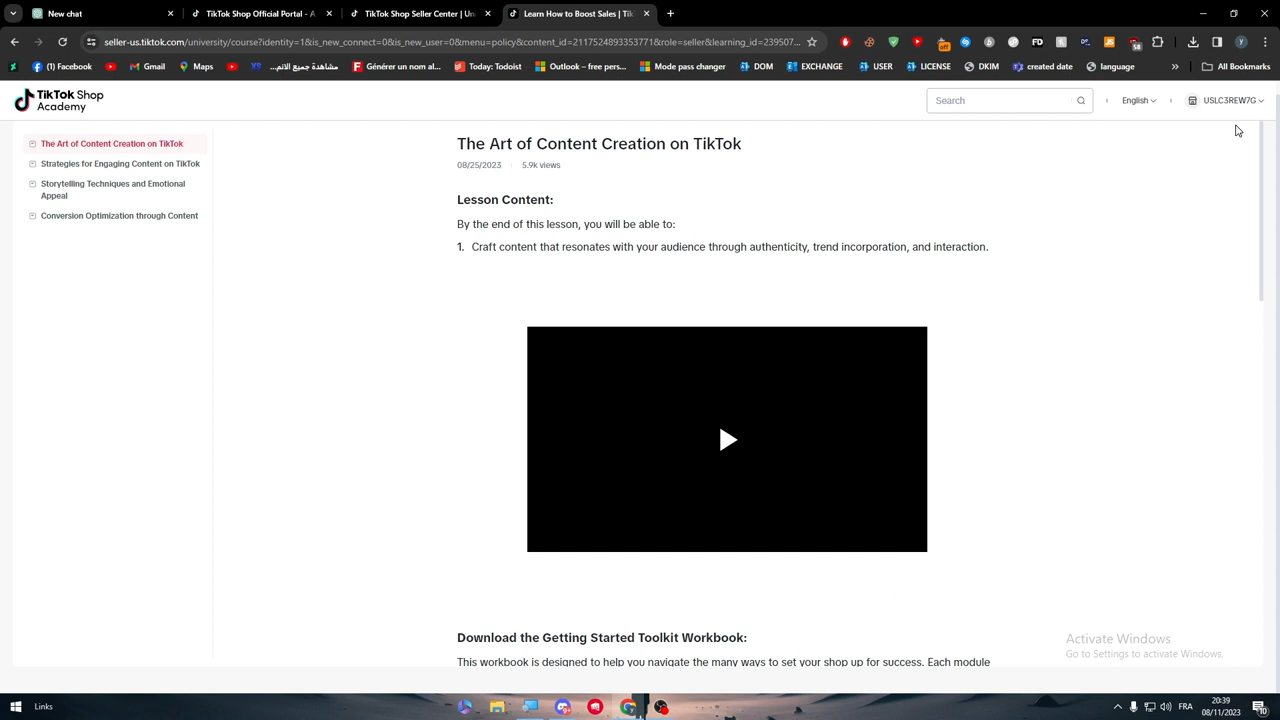 New chat
TikTok Shop Official Portal - A
TikTok Shop Seller Center | Un
Learn How to Boost Sales | Tik
seller-us.tiktok.com/university/course?identity=1&is_new_connect=0&is_new_user=0&menu=policy&content_id=2117524893353771&role=seller&learning_id=239507...
(1) Facebook
Gmail
Maps
مشاهدة جميع الانم...
Générer un nom al...
Today: Todoist
Outlook – free pers...
Mode packer changer
DOM
EXCHANGE
USER
LICENSE
DKIM
GENERATEUR
languages
»
All Bookmarks
TikTok Shop
Academy
Search
English
USLC3REW7G
The Art of Content Creation on TikTok
Strategies for Engaging Content on TikTok
Storytelling Techniques and Emotional
Appeal
Conversion Optimization through Content
The Art of Content Creation on TikTok
08/25/2023
5.9k views
Lesson Content:
By the end of this lesson, you will be able to:
1. Craft content that resonates with your audience through authenticity, trend incorporation, and interaction.
Download the Getting Started Toolkit Workbook:
This workbook is designed to help you navigate the many ways to set your shop up for success. Each module
Activate Windows
Go to Settings to activate Windows.
Links
FRA
20:39
08/11/2023